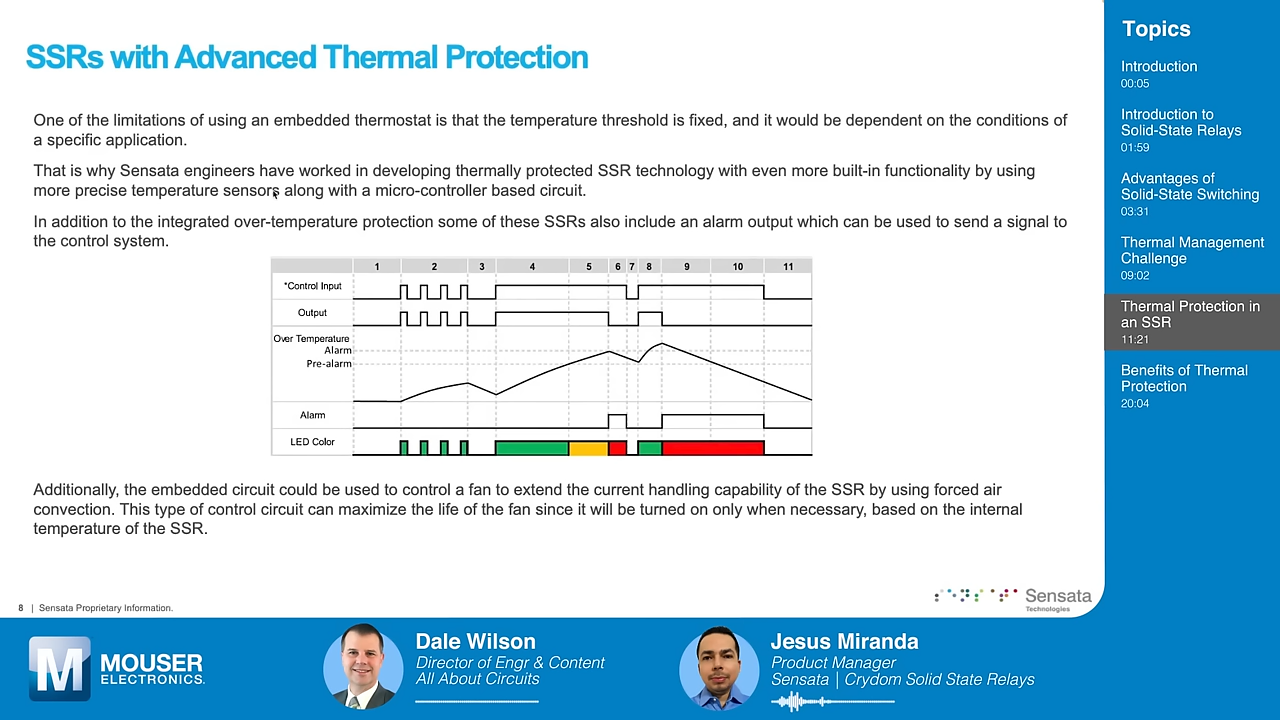 SSRs with Advanced Thermal Protection
One of the limitations of using an embedded thermostat is that the temperature threshold is fixed, and it would be dependent on the conditions of
a specific application.
That is why Sensata engineers have worked in developing thermally protected SSR technology with even more built-in functionality by using
more precise temperature sensors along with a micro-controller based circuit.
In addition to the integrated over-temperature protection some of these SSRs also include an alarm output which can be used to send a signal to
the control system.
1 2 3 4 5 6 7 8 9 10 11
*Control Input
Output
Over Temperature
Alarm
Pre-alarm
Alarm
LED Color
Additionally, the embedded circuit could be used to control a fan to extend the current handling capability of the SSR by using forced air
convection. This type of control circuit can maximize the life of the fan since it will be turned on only when necessary, based on the internal
temperature of the SSR.
8 | Sensata Proprietary Information.
Sensata
Technologies
Topics
Introduction
00:05
Introduction to
Solid-State Relays
01:59
Advantages of
Solid-State Switching
03:31
Thermal Management
Challenge
09:02
Thermal Protection in
an SSR
11:21
Benefits of Thermal
Protection
20:04
M
MOUSER
ELECTRONICS.
Dale Wilson
Director of Engr & Content
All About Circuits
Jesus Miranda
Product Manager
Sensata | Crydom Solid State Relays